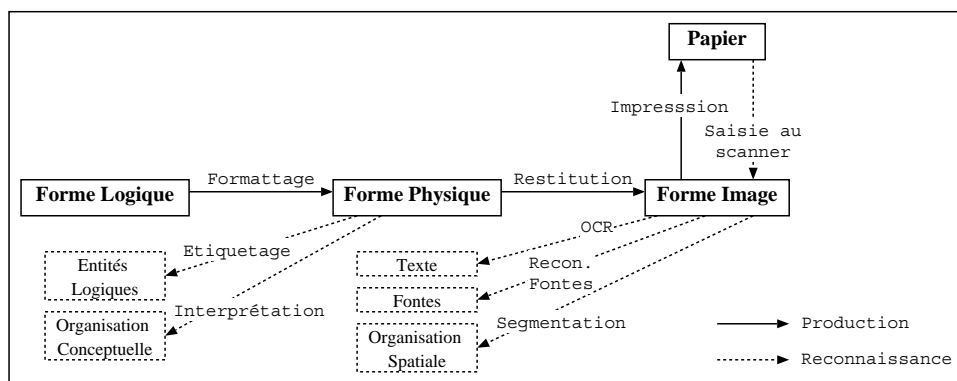 Papier
Impresssion
Saisie au
scanner
Forme Logique
Formattage
Forme Physique
Restitution
Forme Image
Etiquetage
OCR
Entités
Logiques
Texte
Recon.
Fontes
Fontes
Interprétation
Organisation
Conceptuelle
Segmentation
Organisation
Spatiale
Production
Reconnaissance